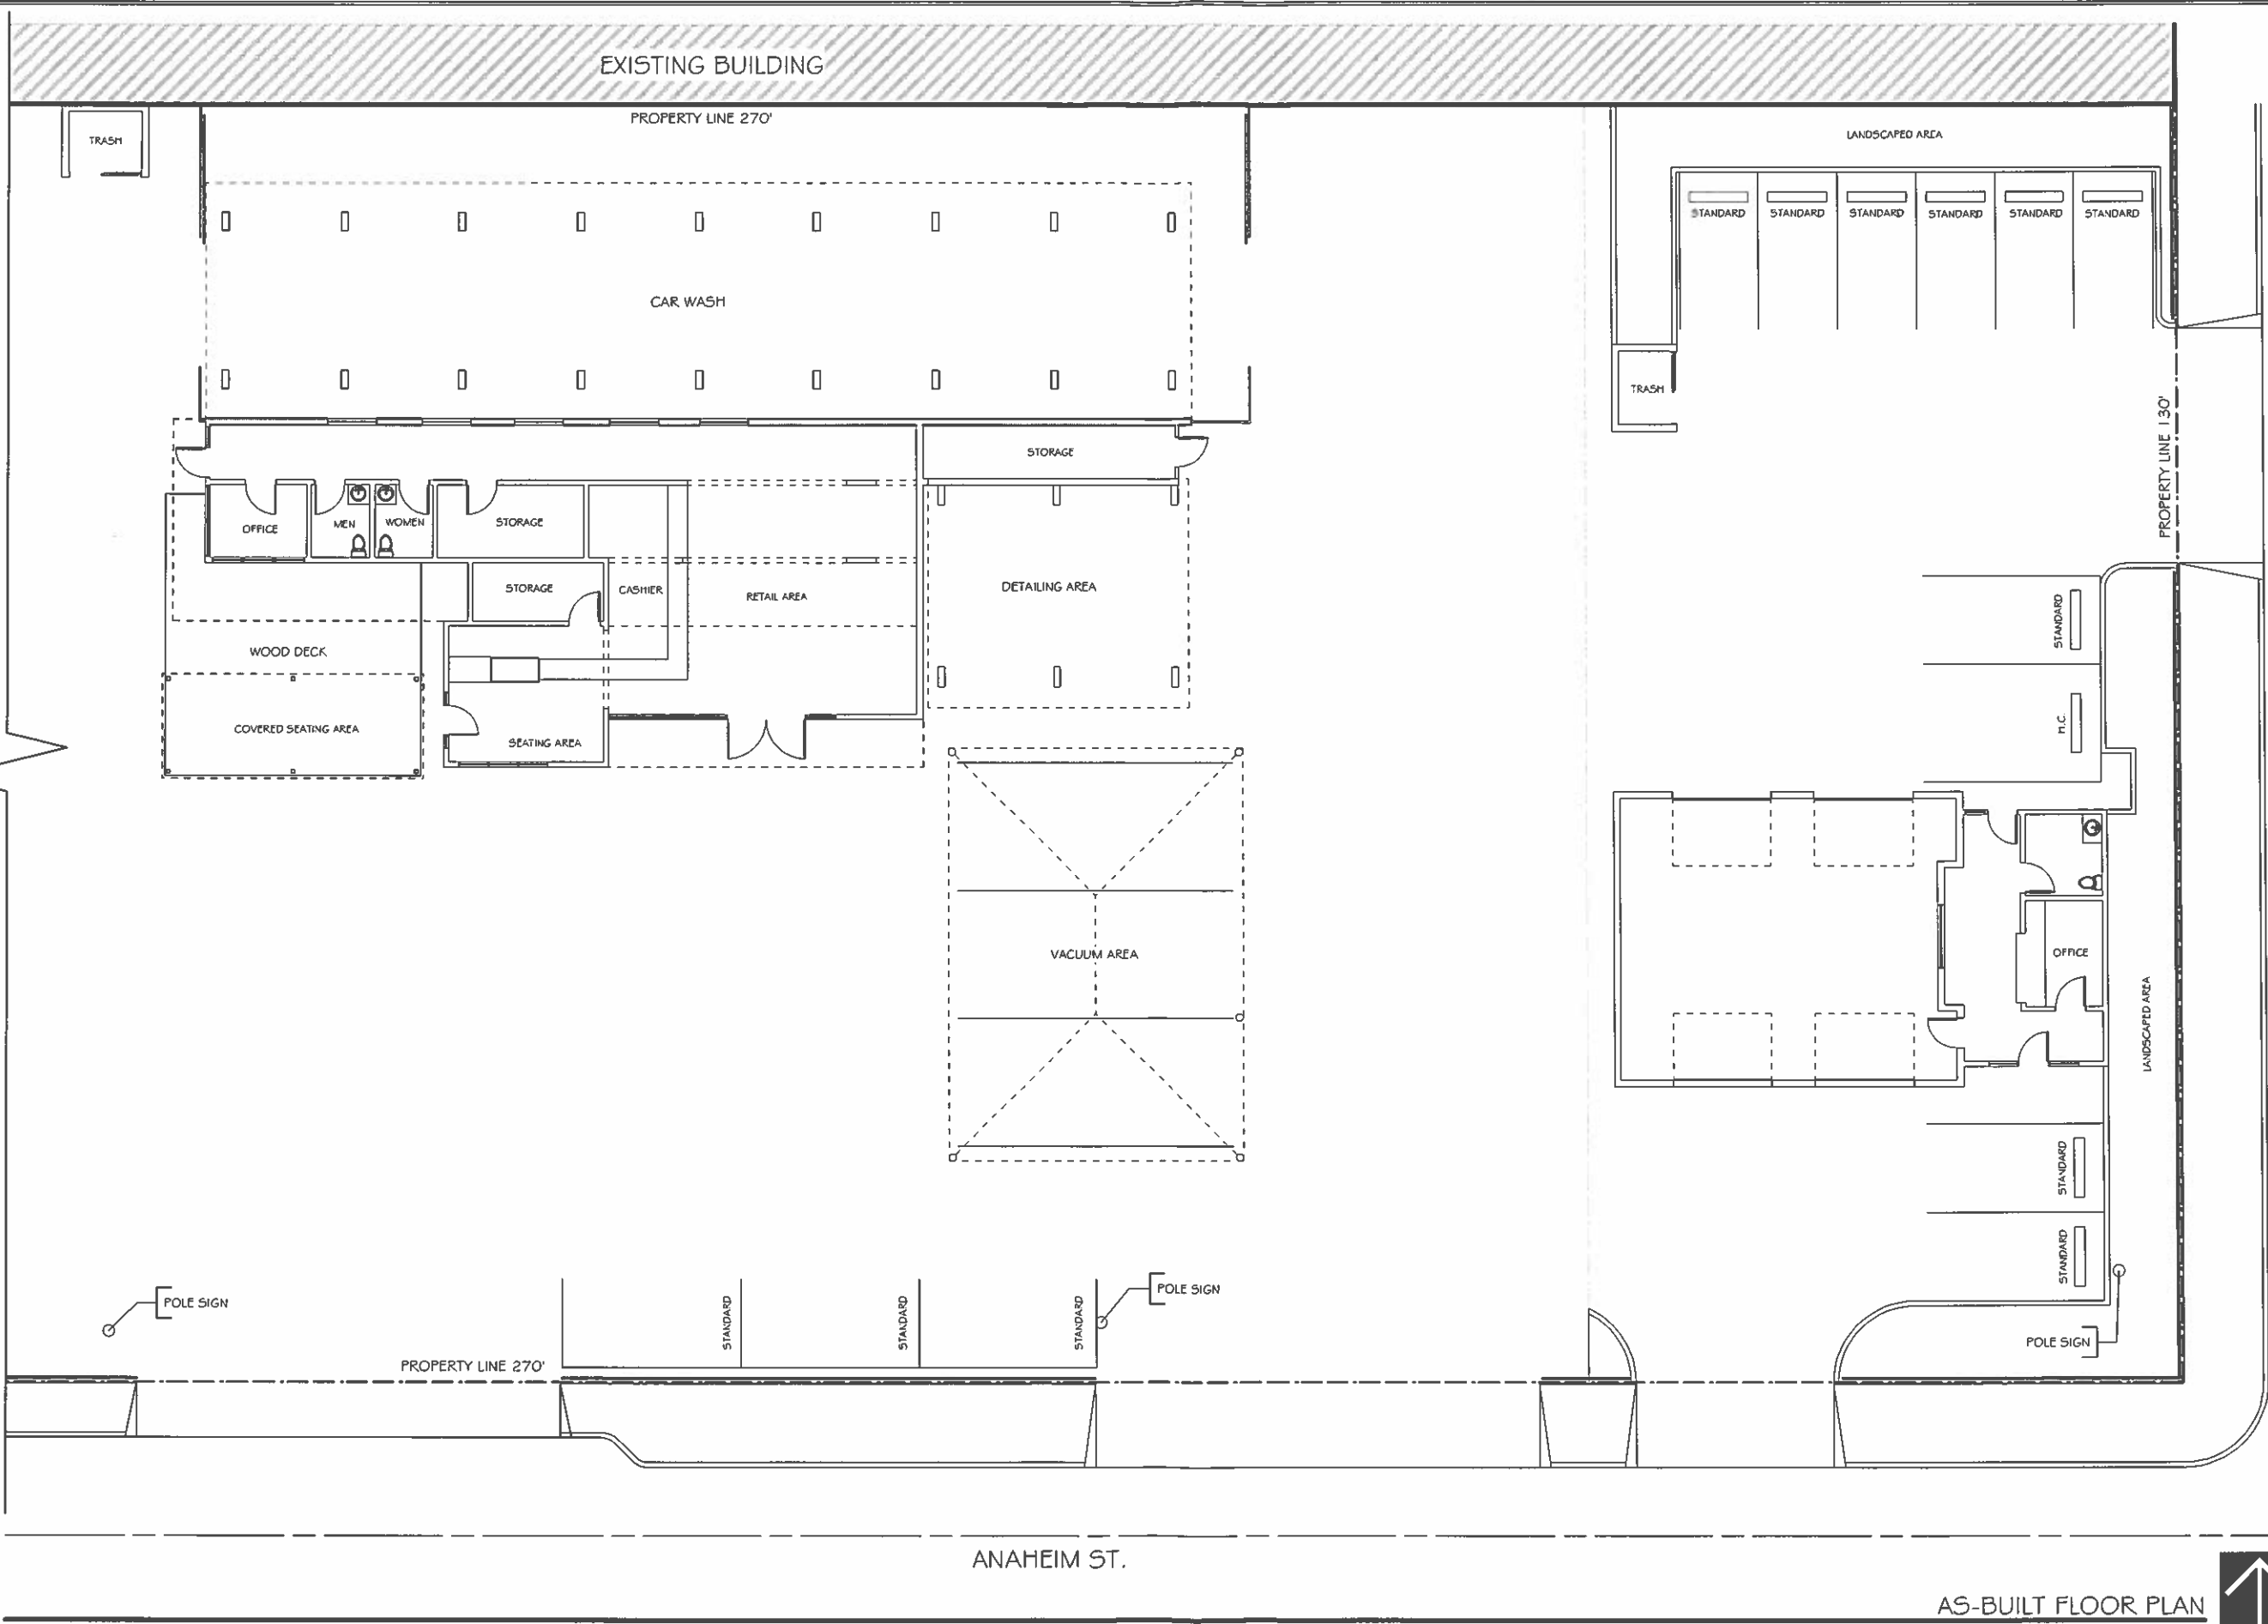 EXISTING BUILDING
PROPERTY LINE 270'
TRASH
LANDSCAPED AREA
STANDARD
STANDARD
STANDARD
STANDARD
STANDARD
STANDARD
CAR WASH
TRASH
PROPERTY LINE 130'
STORAGE
OFFICE
MEN
WOMEN
STORAGE
STORAGE
CASHIER
RETAIL AREA
DETAILING AREA
STANDARD
WOOD DECK
H.C.
COVERED SEATING AREA
SEATING AREA
VACUUM AREA
OFFICE
LANDSCAPED AREA
STANDARD
STANDARD
POLE SIGN
STANDARD
STANDARD
STANDARD
POLE SIGN
POLE SIGN
PROPERTY LINE 270'
ANAHEIM ST.
AS-BUILT FLOOR PLAN